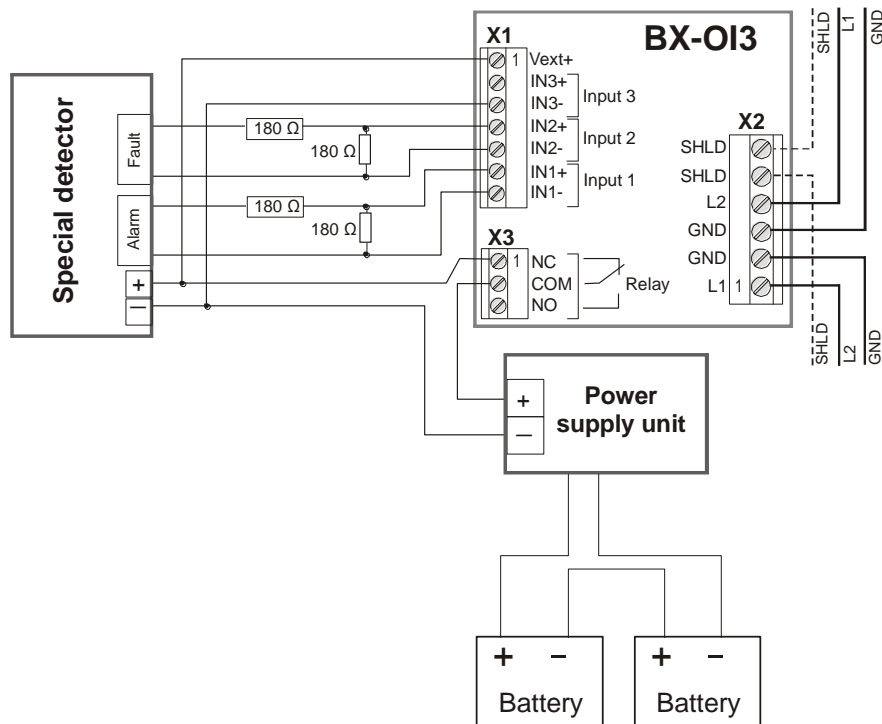 Special detector
Fault
Alarm
+
−
180 Ω
180 Ω
180 Ω
180 Ω
BX-OI3
X1
1 Vext+
IN3+
IN3-
Input 3
IN2+
IN2-
Input 2
IN1+
IN1-
Input 1
X3
1 NC
COM
NO
Relay
X2
SHLD
SHLD
L2
GND
GND
L1 1
SHLD
L1
GND
SHLD
L2
GND
+
−
Power
supply unit
+ −
Battery
+ −
Battery